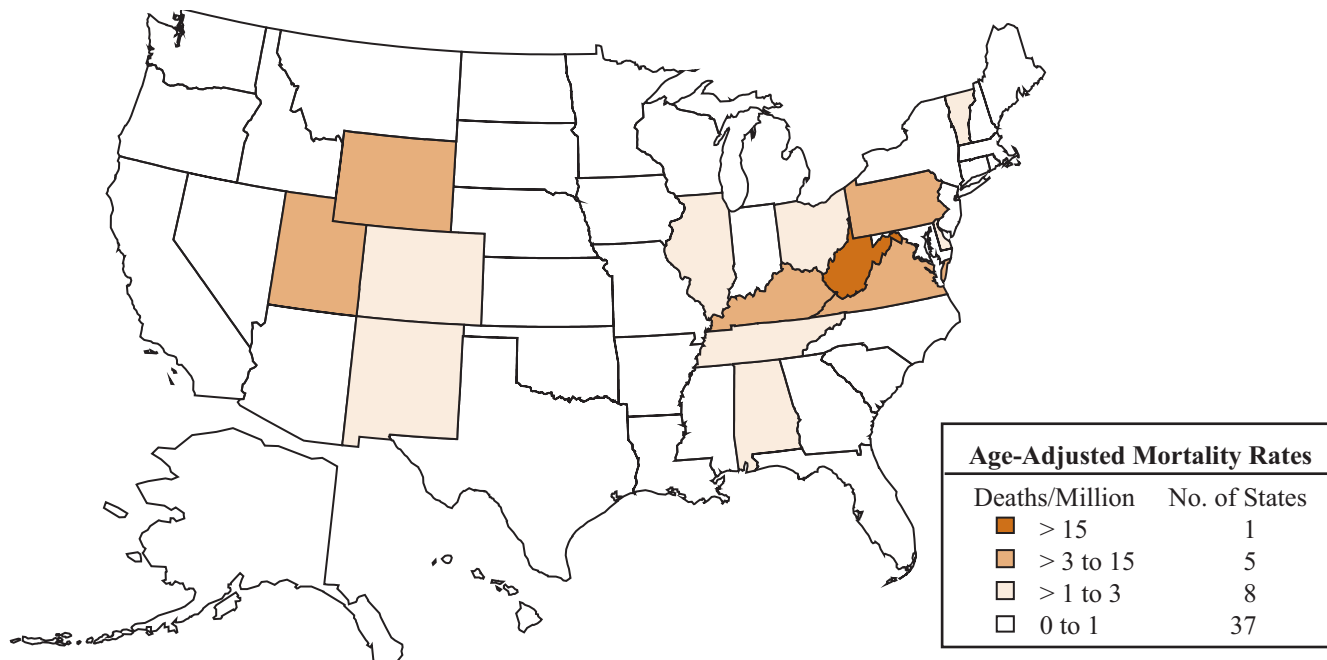 Age-Adjusted Mortality Rates
Deaths/Million No. of States
> 15 1
> 3 to 15 5
> 1 to 3 8
0 to 1 37